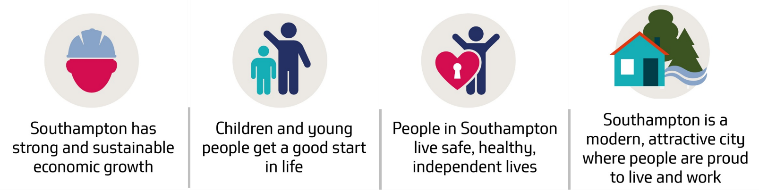 Southampton has
strong and sustainable
economic growth
Children and young
people get a good start
in life
People in Southampton
live safe, healthy,
independent lives
Southampton is a
modern, attractive city
where people are proud
to live and work